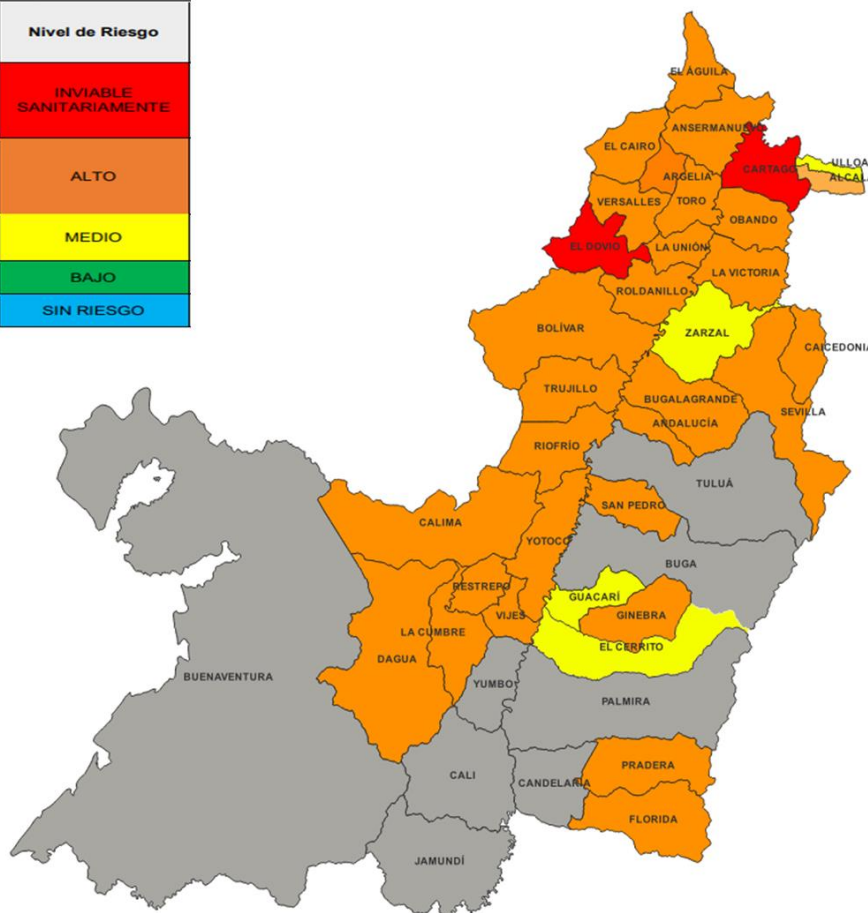 Nivel de Riesgo
INVIABLE
SANITARIAMENTE
ALTO
MEDIO
BAJO
SIN RIESGO
EL ÁGUILA
ANSERMANUEVO
EL CAIRO
ULLOA
CARTAGO
ARGELIA
ALCALÁ
VERSALLES
TORO
OBANDO
EL DOVIO
LA UNIÓN
LA VICTORIA
ROLDANILLO
BOLÍVAR
ZARZAL
CAICEDONIA
TRUJILLO
BUGALAGRANDE
SEVILLA
ANDALUCÍA
RIOFRÍO
TULUÁ
SAN PEDRO
CALIMA
YOTOCO
BUGA
RESTREPO
GUACARÍ
VIJES
GINEBRA
LA CUMBRE
EL CERRITO
DAGUA
BUENAVENTURA
YUMBO
PALMIRA
PRADERA
CALI
CANDELARIA
FLORIDA
JAMUNDÍ